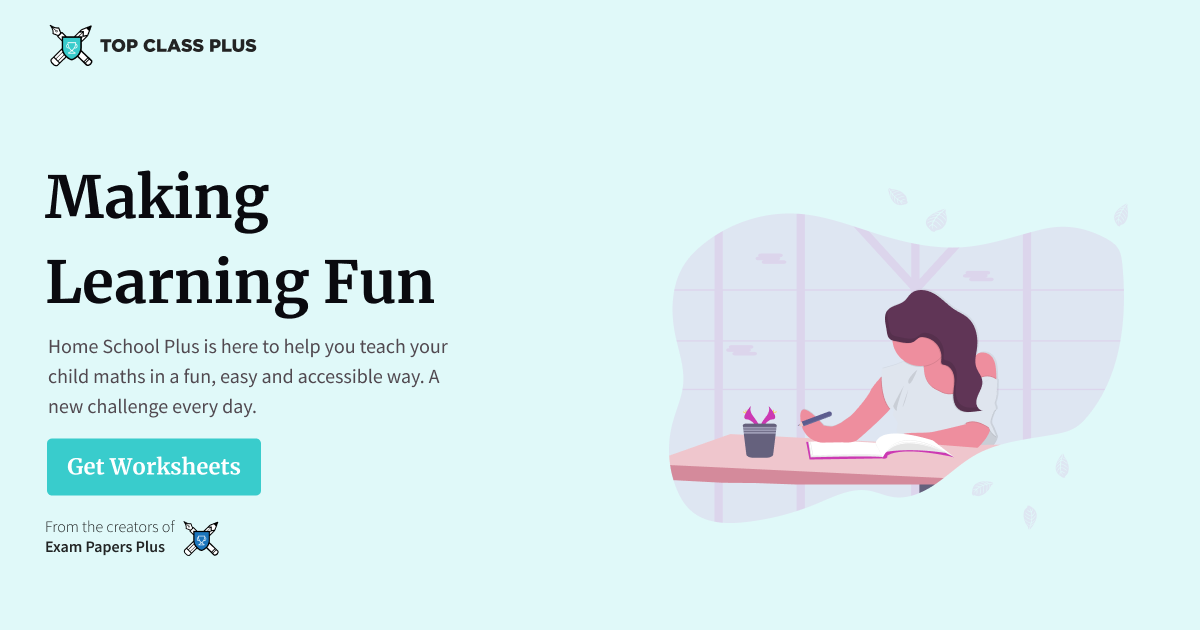 TOP CLASS PLUS
Making
Learning Fun
Home School Plus is here to help you teach your
child maths in a fun, easy and accessible way. A
new challenge every day.
Get Worksheets
From the creators of
Exam Papers Plus